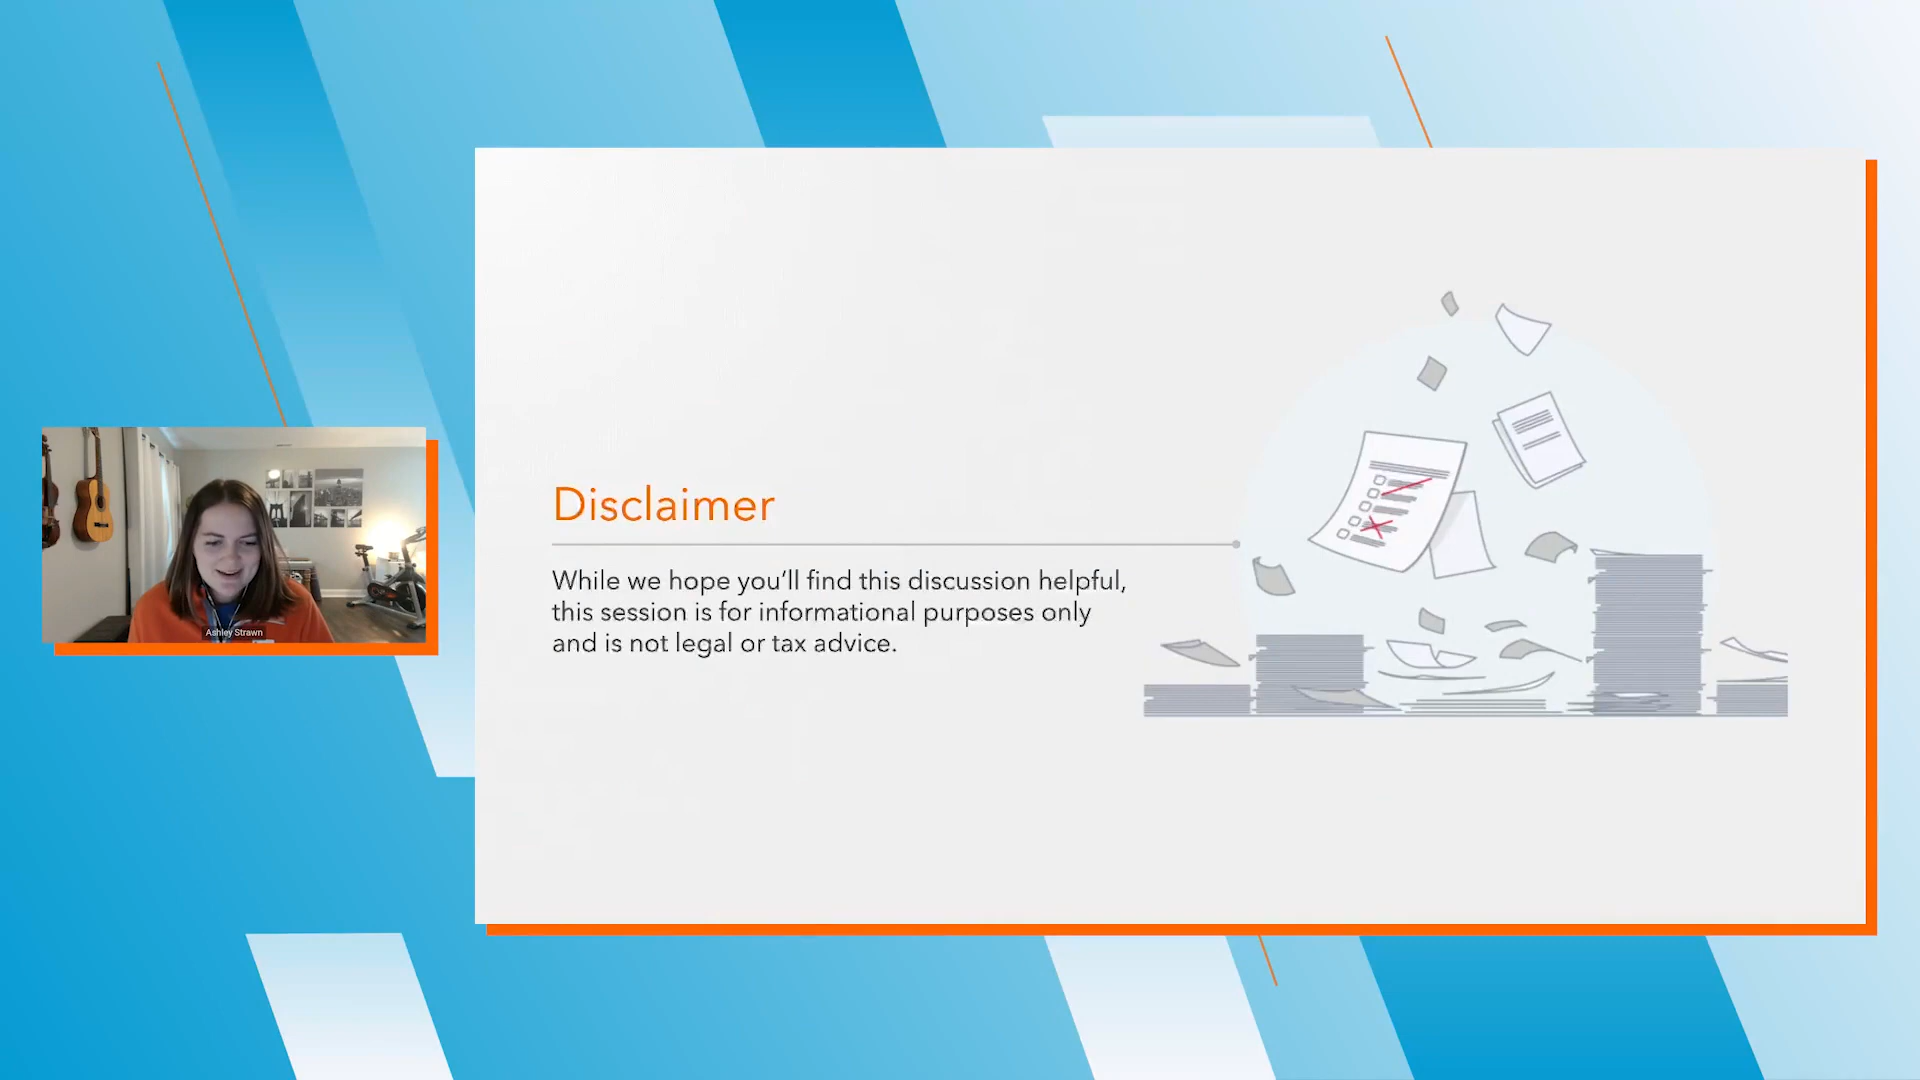 Disclaimer
While we hope you’ll find this discussion helpful,
this session is for informational purposes only
and is not legal or tax advice.
Ashley Strawn